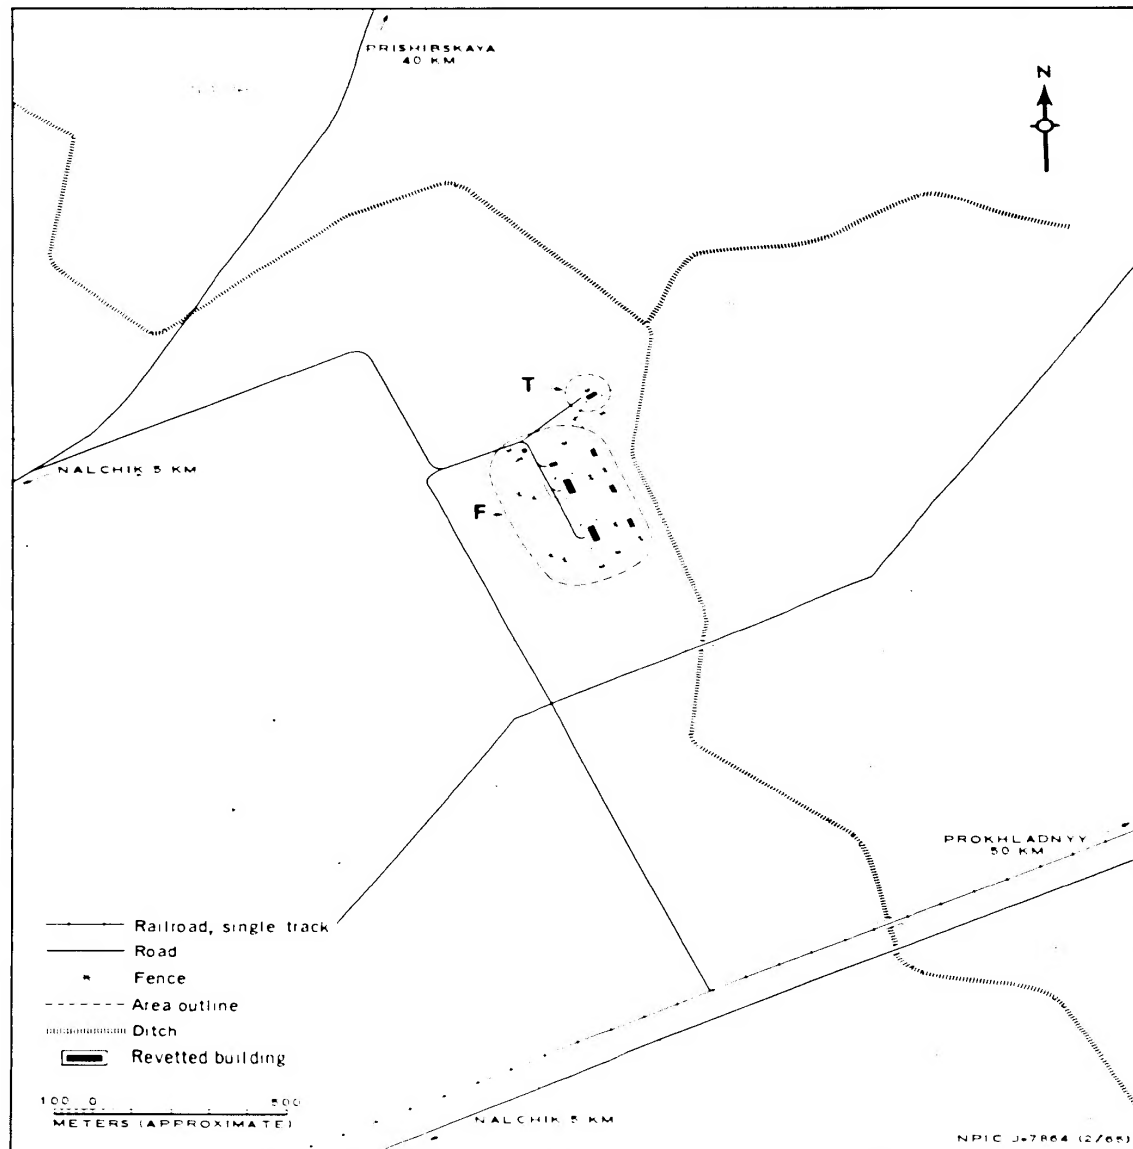 PRISHIBSKAYA
40 KM
N
T
NALCHIK 5 KM
F
PROKHLADNYY
50 KM
Railroad, single track
Road
Fence
Area outline
Ditch
Revetted building
100 0 500
METERS (APPROXIMATE)
NALCHIK 5 KM
NPIC J-7864 (2/65)